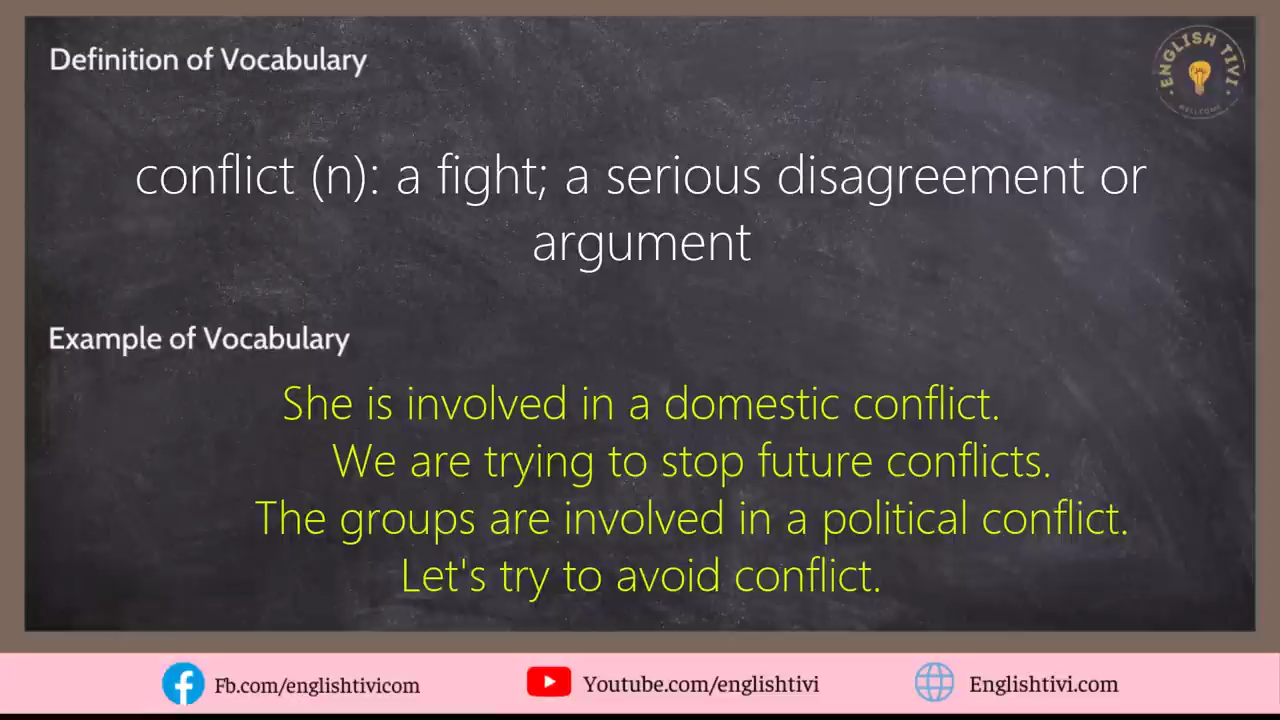 Definition of Vocabulary
ENGLISH TIVI
WELCOME
conflict (n): a fight; a serious disagreement or
argument
Example of Vocabulary
She is involved in a domestic conflict.
We are trying to stop future conflicts.
The groups are involved in a political conflict.
Let's try to avoid conflict.
Fb.com/englishtivicom
Youtube.com/englishtivi
Englishtivi.com